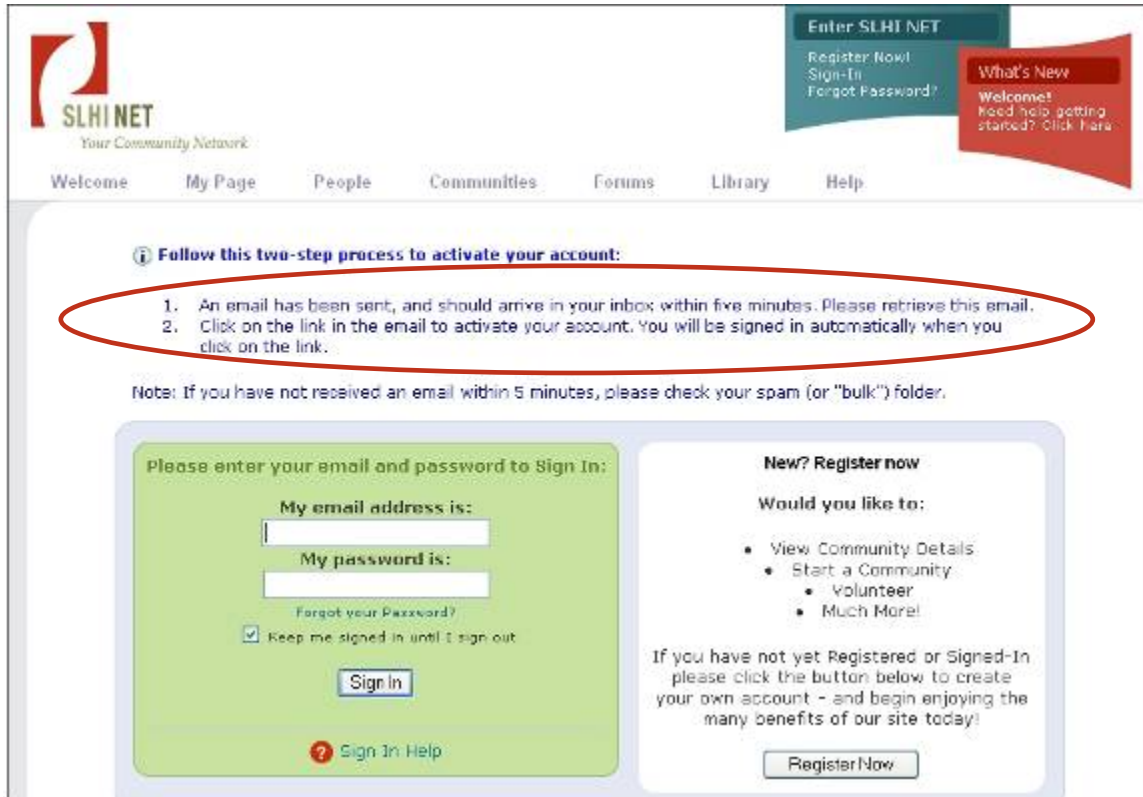 SLHI NET
Your Community Network
Enter SLHI NET
Register Now!
Sign-In
Forgot Password?
What's New
Welcome!
Need help getting
started? Click here
Welcome My Page People Communities Forums Library Help
Follow this two-step process to activate your account:
1. An email has been sent, and should arrive in your inbox within five minutes. Please retrieve this email.
2. Click on the link in the email to activate your account. You will be signed in automatically when you
click on the link.
Note: If you have not received an email within 5 minutes, please check your spam (or "bulk") folder.
Please enter your email and password to Sign In:
My email address is:
My password is:
Forgot your Password?
Keep me signed in until I sign out
Sign In
? Sign In Help
New? Register now
Would you like to:
• View Community Details
• Start a Community
• Volunteer
• Much More!
If you have not yet Registered or Signed-In
please click the button below to create
your own account - and begin enjoying the
many benefits of our site today!
Register Now